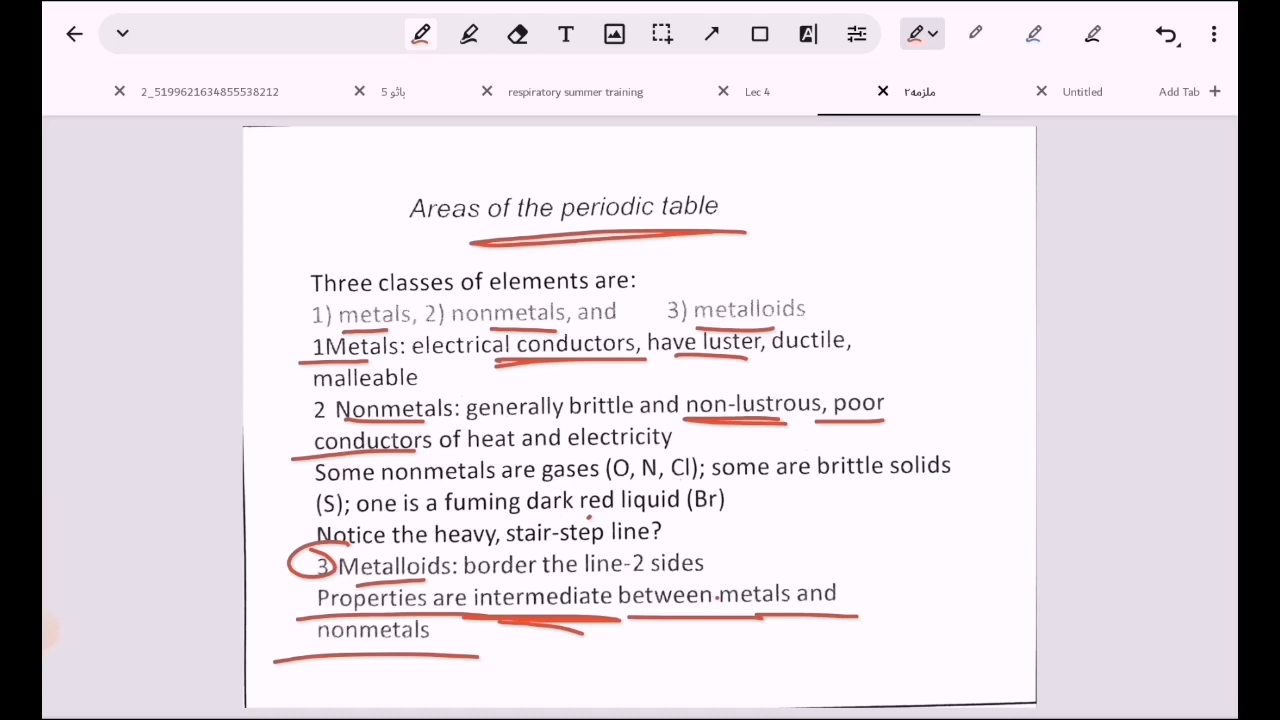 2_5199621634855538212
باثو 5
respiratory summer training
Lec 4
ملزمه٢
Untitled
Add Tab
Areas of the periodic table
Three classes of elements are:
1) metals, 2) nonmetals, and 3) metalloids
1Metals: electrical conductors, have luster, ductile,
malleable
2 Nonmetals: generally brittle and non-lustrous, poor
conductors of heat and electricity
Some nonmetals are gases (O, N, Cl); some are brittle solids
(S); one is a fuming dark red liquid (Br)
Notice the heavy, stair-step line?
3 Metalloids: border the line-2 sides
Properties are intermediate between metals and
nonmetals